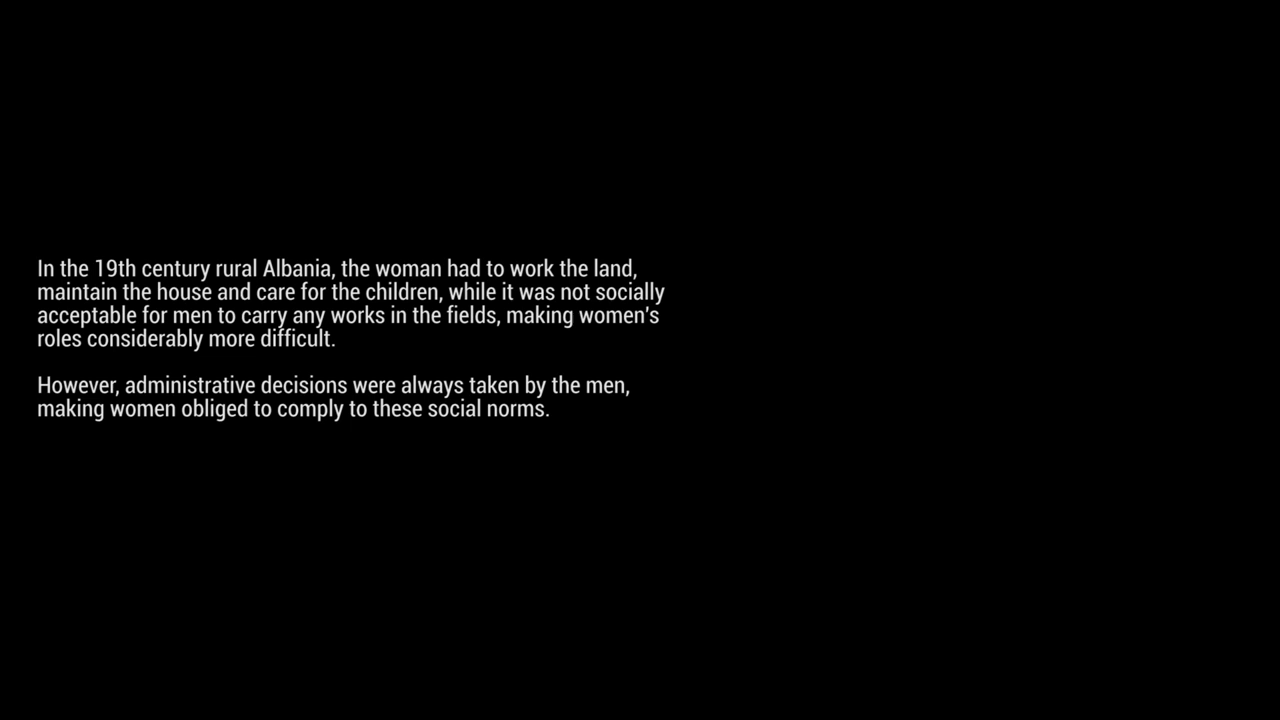 In the 19th century rural Albania, the woman had to work the land,
maintain the house and care for the children, while it was not socially
acceptable for men to carry any works in the fields, making women's
roles considerably more difficult.
However, administrative decisions were always taken by the men,
making women obliged to comply to these social norms.